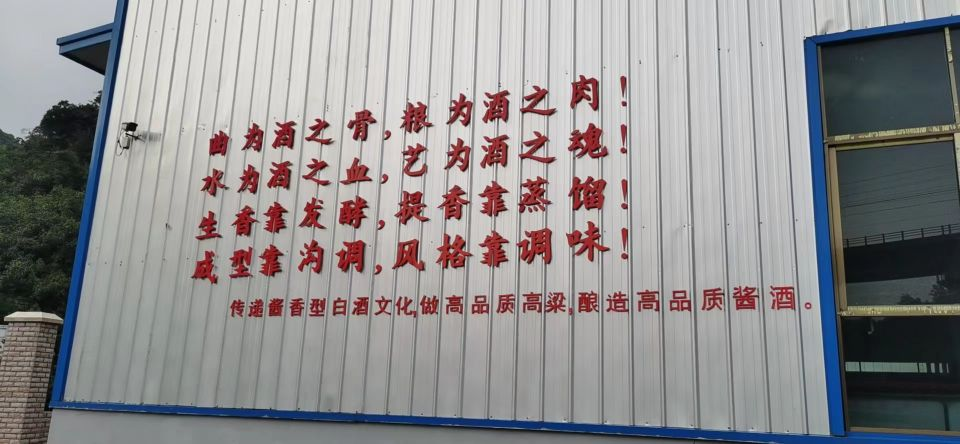 曲为酒之骨,粮为酒之肉!
水为酒之血,艺为酒之魂!
生香靠发酵,提香靠蒸馏!
成型靠沟调,风格靠调味!
传递酱香型白酒文化,做高品质高粱,酿造高品质酱酒。